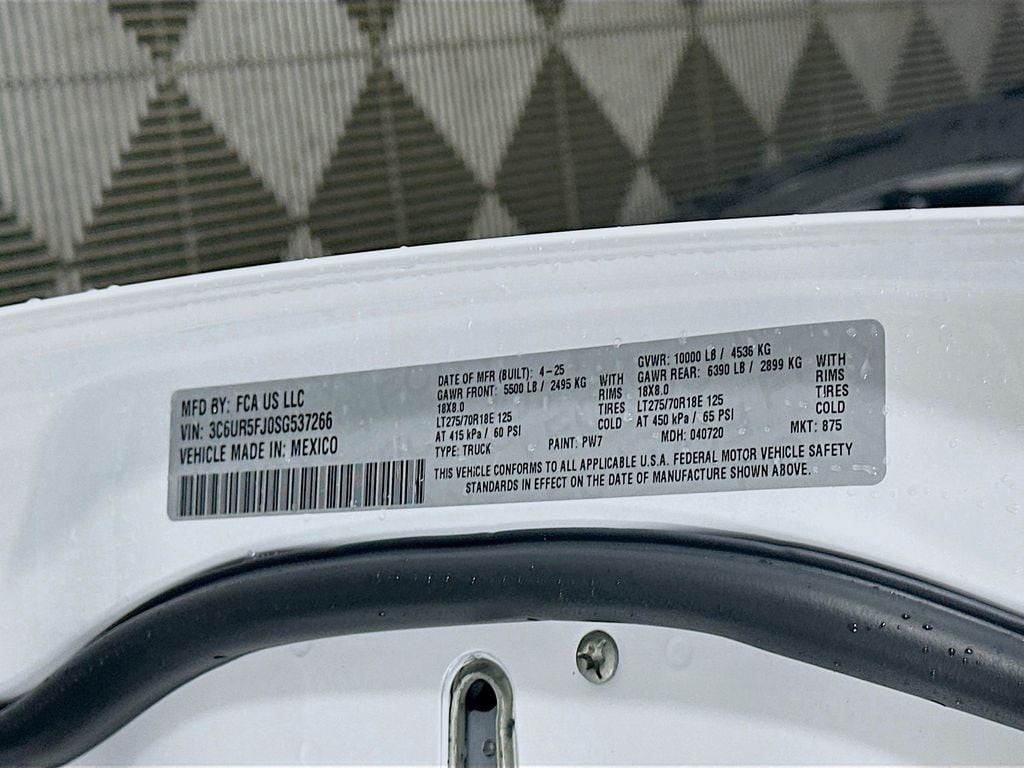 MFD BY: FCA US LLC
VIN: 3C6UR5FJ0SG537266
VEHICLE MADE IN: MEXICO
DATE OF MFR (BUILT): 4-25
GAWR FRONT: 5500 LB / 2495 KG WITH
18X8.0 RIMS
LT275/70R18E 125 TIRES
AT 415 kPa / 60 PSI COLD
TYPE: TRUCK PAINT: PW7
GVWR: 10000 LB / 4536 KG
GAWR REAR: 6390 LB / 2899 KG WITH
18X8.0 RIMS
LT275/70R18E 125 TIRES
AT 450 kPa / 65 PSI COLD
MDH: 040720 MKT: 875
THIS VEHICLE CONFORMS TO ALL APPLICABLE U.S.A. FEDERAL MOTOR VEHICLE SAFETY
STANDARDS IN EFFECT ON THE DATE OF MANUFACTURE SHOWN ABOVE.